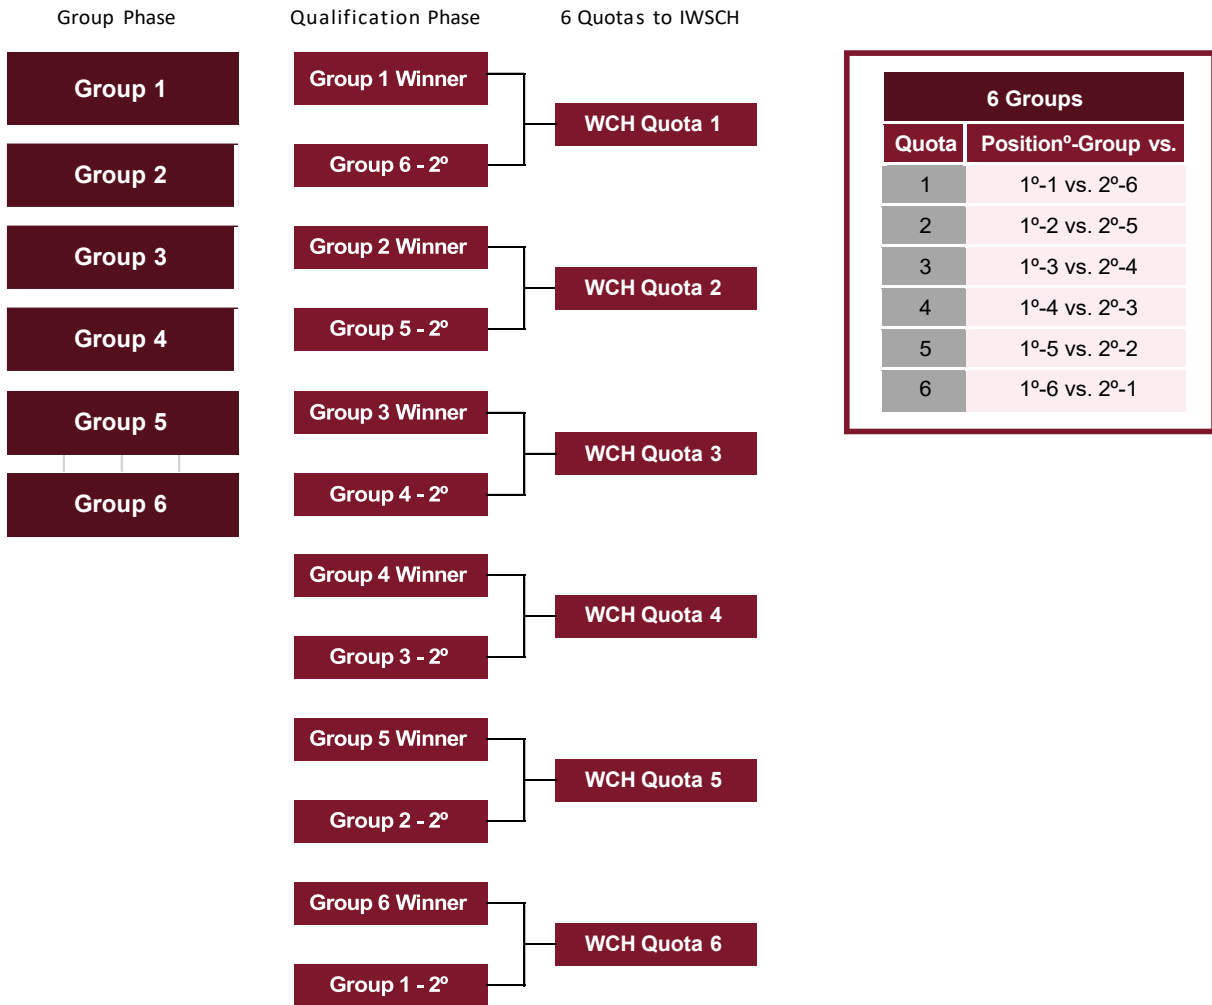 Group Phase
Qualification Phase
6 Quotas to IWSCH
Group 1
Group 2
Group 3
Group 4
Group 5
Group 6
Group 1 Winner
Group 6 - 2º
WCH Quota 1
Group 2 Winner
Group 5 - 2º
WCH Quota 2
Group 3 Winner
Group 4 - 2º
WCH Quota 3
Group 4 Winner
Group 3 - 2º
WCH Quota 4
Group 5 Winner
Group 2 - 2º
WCH Quota 5
Group 6 Winner
Group 1 - 2º
WCH Quota 6
6 Groups
Quota Positionº-Group vs.
1 1º-1 vs. 2º-6
2 1º-2 vs. 2º-5
3 1º-3 vs. 2º-4
4 1º-4 vs. 2º-3
5 1º-5 vs. 2º-2
6 1º-6 vs. 2º-1